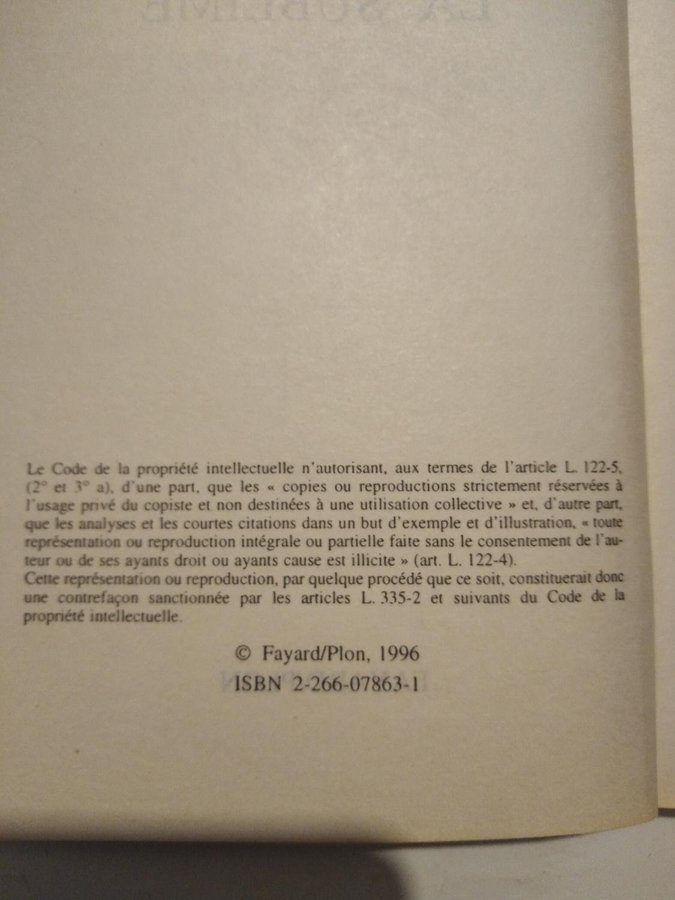 LA SUBLIME
Le Code de la propriété intellectuelle n'autorisant, aux termes de l'article L. 122-5,
(2° et 3° a), d'une part, que les « copies ou reproductions strictement réservées à
l'usage privé du copiste et non destinées à une utilisation collective » et, d'autre part,
que les analyses et les courtes citations dans un but d'exemple et d'illustration, « toute
représentation ou reproduction intégrale ou partielle faite sans le consentement de l'au-
teur ou de ses ayants droit ou ayants cause est illicite » (art. L. 122-4).
Cette représentation ou reproduction, par quelque procédé que ce soit, constituerait donc
une contrefaçon sanctionnée par les articles L. 335-2 et suivants du Code de la
propriété intellectuelle.
© Fayard/Plon, 1996
ISBN 2-266-07863-1